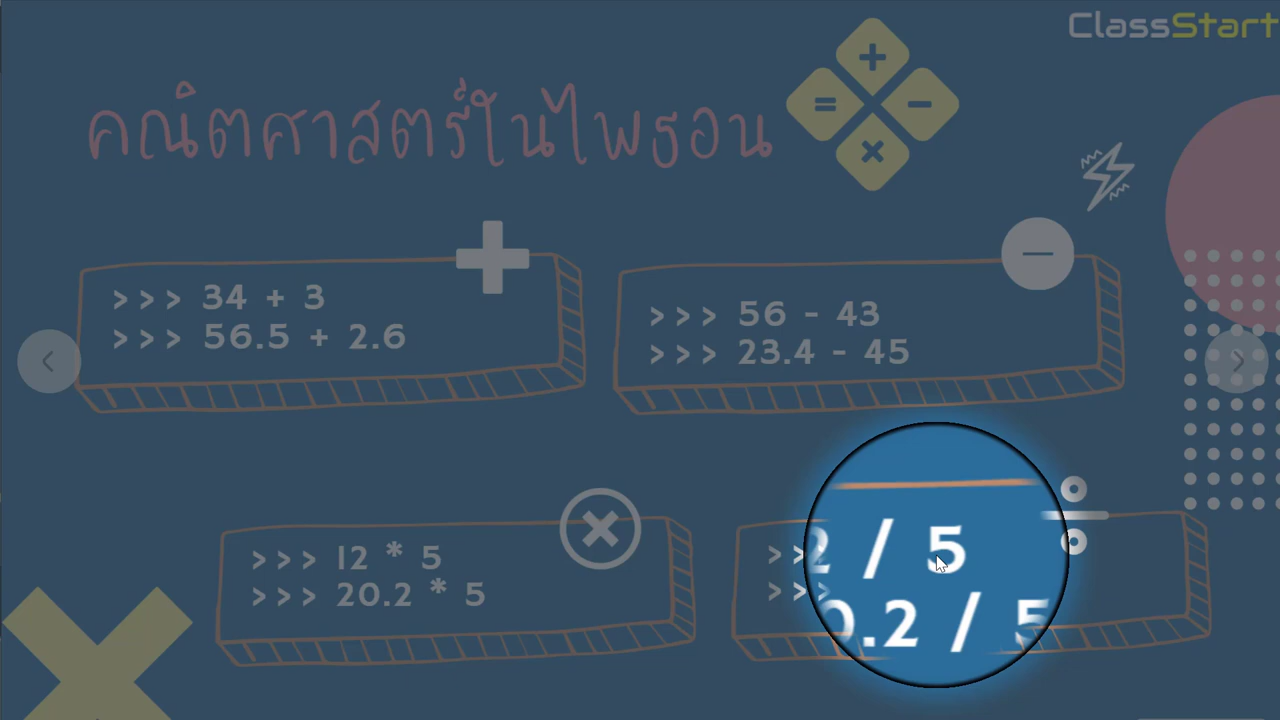 ClassStart
คณิตศาสตร์ในไพธอน
>>> 34 + 3
>>> 56.5 + 2.6
>>> 56 - 43
>>> 23.4 - 45
>>> 12 * 5
>>> 20.2 * 5
>> 2 / 5
>>> 0.2 / 5